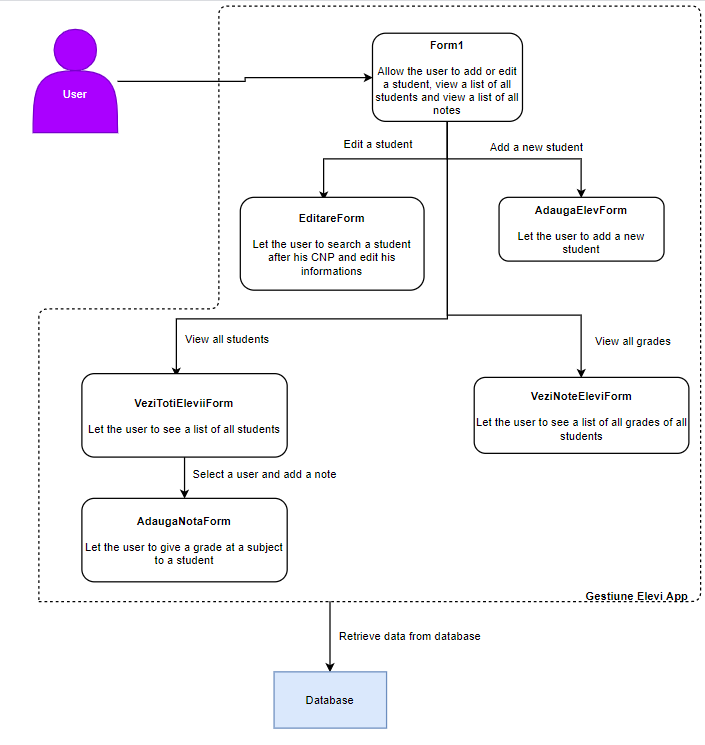 User
Form1
Allow the user to add or edit
a student, view a list of all
students and view a list of all
notes
Edit a student
Add a new student
EditareForm
Let the user to search a student
after his CNP and edit his
informations
AdaugaElevForm
Let the user to add a new
student
View all students
View all grades
VeziTotiEleviiForm
Let the user to see a list of all students
VeziNoteEleviForm
Let the user to see a list of all grades of all
students
Select a user and add a note
AdaugaNotaForm
Let the user to give a grade at a subject
to a student
Gestiune Elevi App
Retrieve data from database
Database